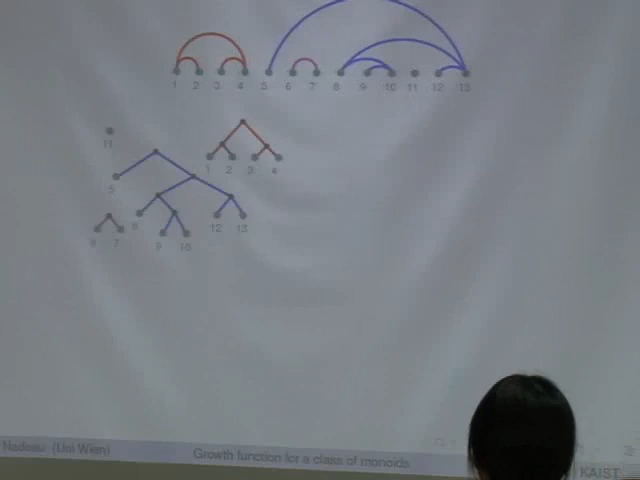 1 2 3 4 5 6 7 8 9 10 11 12 13
11
1 2 3 4
5
8 12 13
6 7 9 10
Nadeau (Uni Wien) Growth function for a class of monoids KAIST